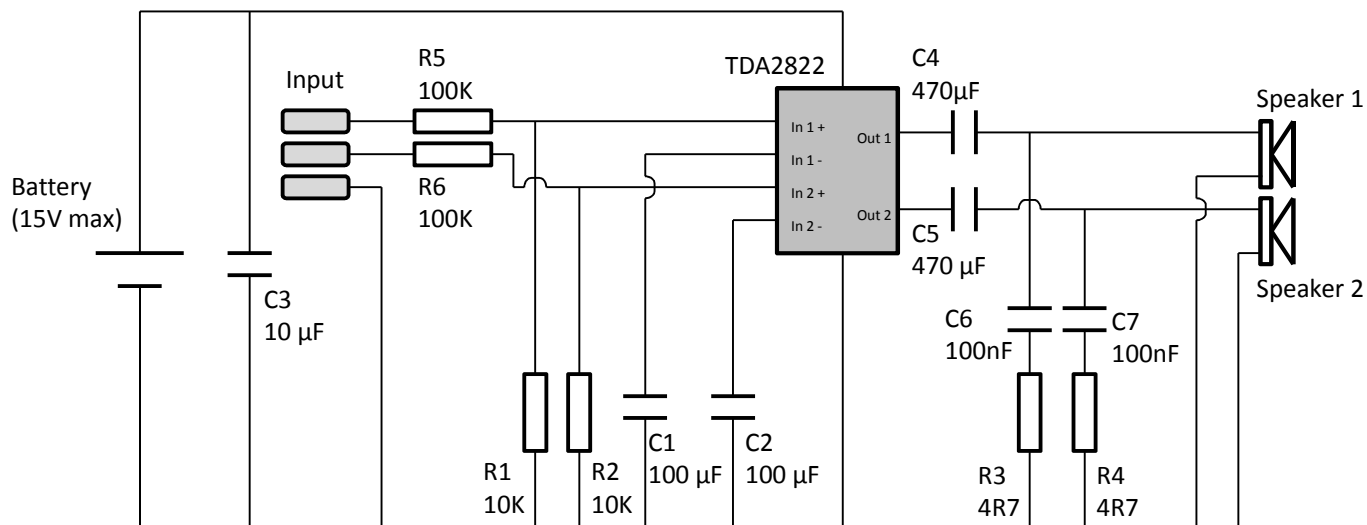 Input
R5
100K
TDA2822
C4
470µF
Speaker 1
In 1 +
In 1 -
In 2 +
In 2 -
Out 1
Out 2
R6
100K
Battery
(15V max)
C5
470 µF
Speaker 2
C3
10 µF
C6
100nF
C7
100nF
R1
10K
R2
10K
C1
100 µF
C2
100 µF
R3
4R7
R4
4R7